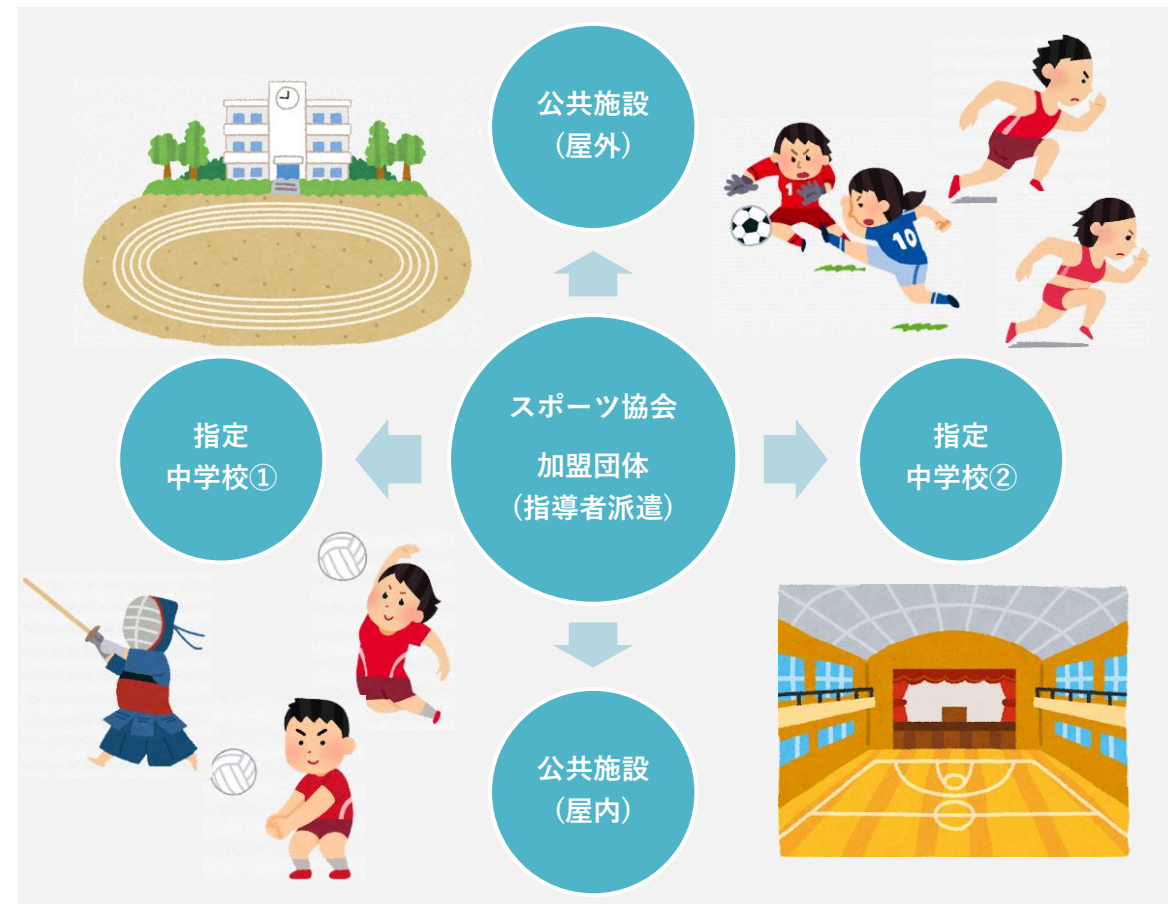 公共施設
（屋外）
1
10
スポーツ協会
加盟団体
（指導者派遣）
指定
中学校①
指定
中学校②
公共施設
（屋内）